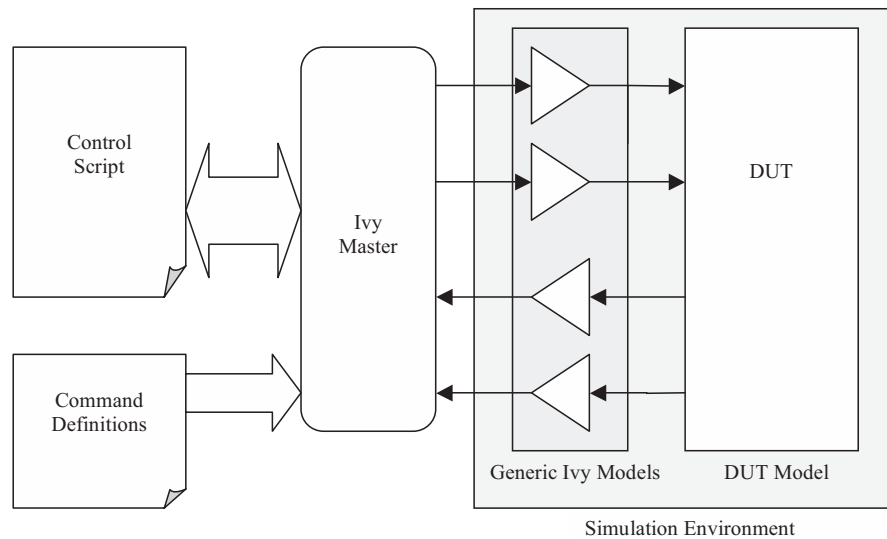 Control
Script
Ivy
Master
DUT
Command
Definitions
Generic Ivy Models
DUT Model
Simulation Environment